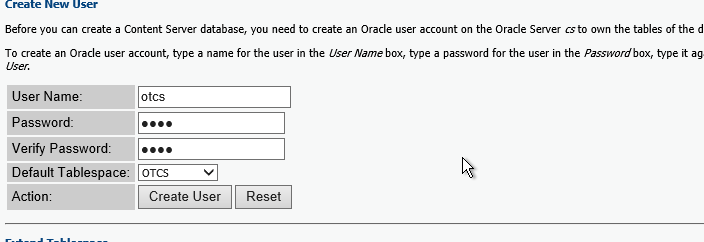 Create New User
Before you can create a Content Server database, you need to create an Oracle user account on the Oracle Server cs to own the tables of the d
To create an Oracle user account, type a name for the user in the User Name box, type a password for the user in the Password box, type it ag
User.
User Name: otcs
Password: ●●●●
Verify Password: ●●●●
Default Tablespace: OTCS
Action: Create User Reset
Extend Tablespace